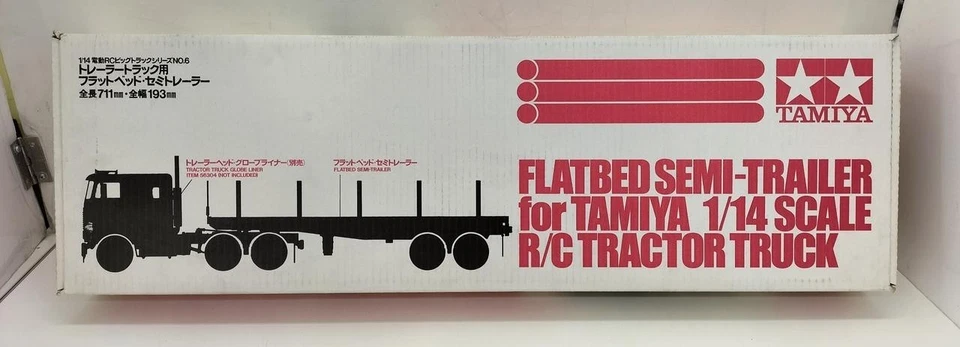 1/14 電動RCビッグトラックシリーズNO.6
トレーラートラック用
フラットベッド・セミトレーラー
全長711mm・全幅193mm
トレーラーヘッド・グローブライナー(別売)
TRACTOR TRUCK GLOBE LINER
ITEM 56304 (NOT INCLUDED)
フラットベッド・セミトレーラー
FLATBED SEMI-TRAILER
TAMIYA
FLATBED SEMI-TRAILER
for TAMIYA 1/14 SCALE
R/C TRACTOR TRUCK